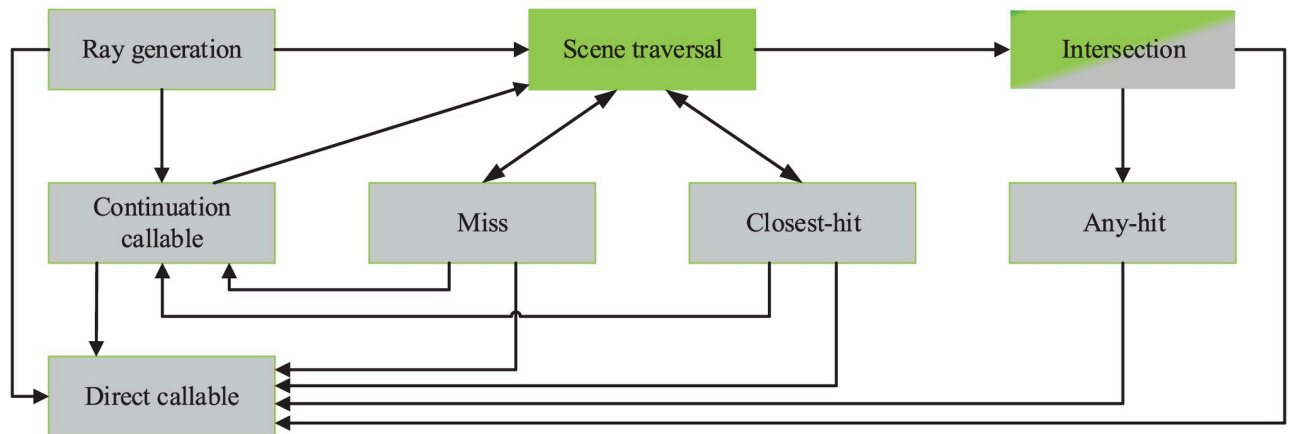 Ray generation
Scene traversal
Intersection
Continuation
callable
Miss
Closest-hit
Any-hit
Direct callable